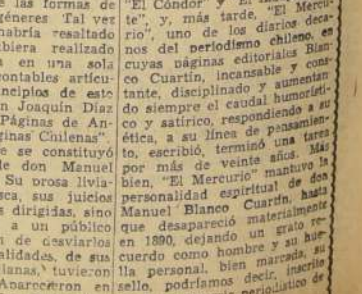 e las formas de
géneres Tal vez
habría resaltado
biera realizado
en una sola
contables articu-
ncipios de esto
n Joaquín Díaz
"Páginas de An-
ginas Chilenas".
e se constituyó
de don Manuel
Su prosa livia-
sca, sus juicios
s dirigidas, sino
a un público
n de desviarlos
alidades, de sus
lanas, tuvieron
Aparecieron en
"El Cóndor" y
te", y, más tarde, "El Mercu-
rio", uno de los diarios deca-
nos del periodismo chileno, en
cuyas páginas editoriales Blan-
co Cuartín, incansable y cons-
tante, disciplinado y aumentan
do siempre el caudal humorísti-
co y satírico, respondiendo a su
ética, a su línea de pensamien-
to, escribió, terminó una tarea
por más de veinte años. Más
bien, "El Mercurio" mantuvo la
personalidad espiritual de don
Manuel Blanco Cuartín, hasta
que desapareció materialmente
en 1890, dejando un grato re-
cuerdo como hombre y su hue-
lla personal, bien marcada, su
sello, podríamos decir, inscrito
periodístico de